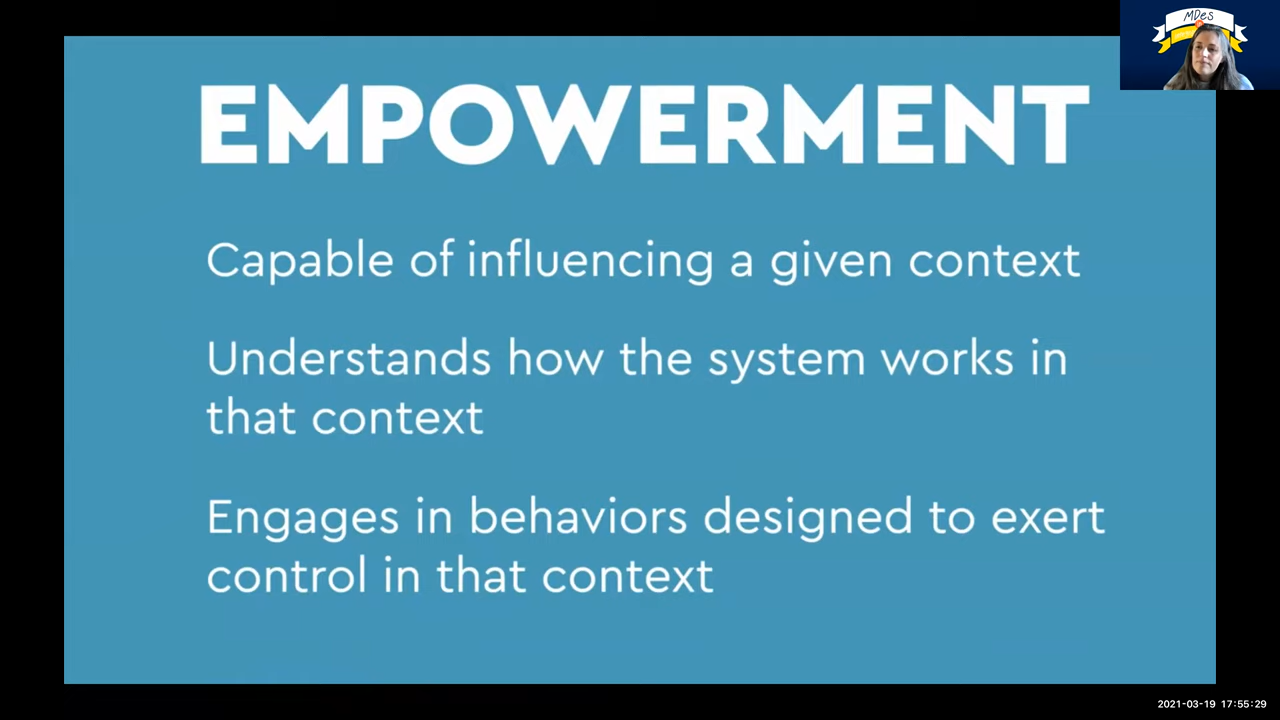 MDes
EMPOWERMENT
Capable of influencing a given context
Understands how the system works in
that context
Engages in behaviors designed to exert
control in that context
2021-03-19 17:55:29